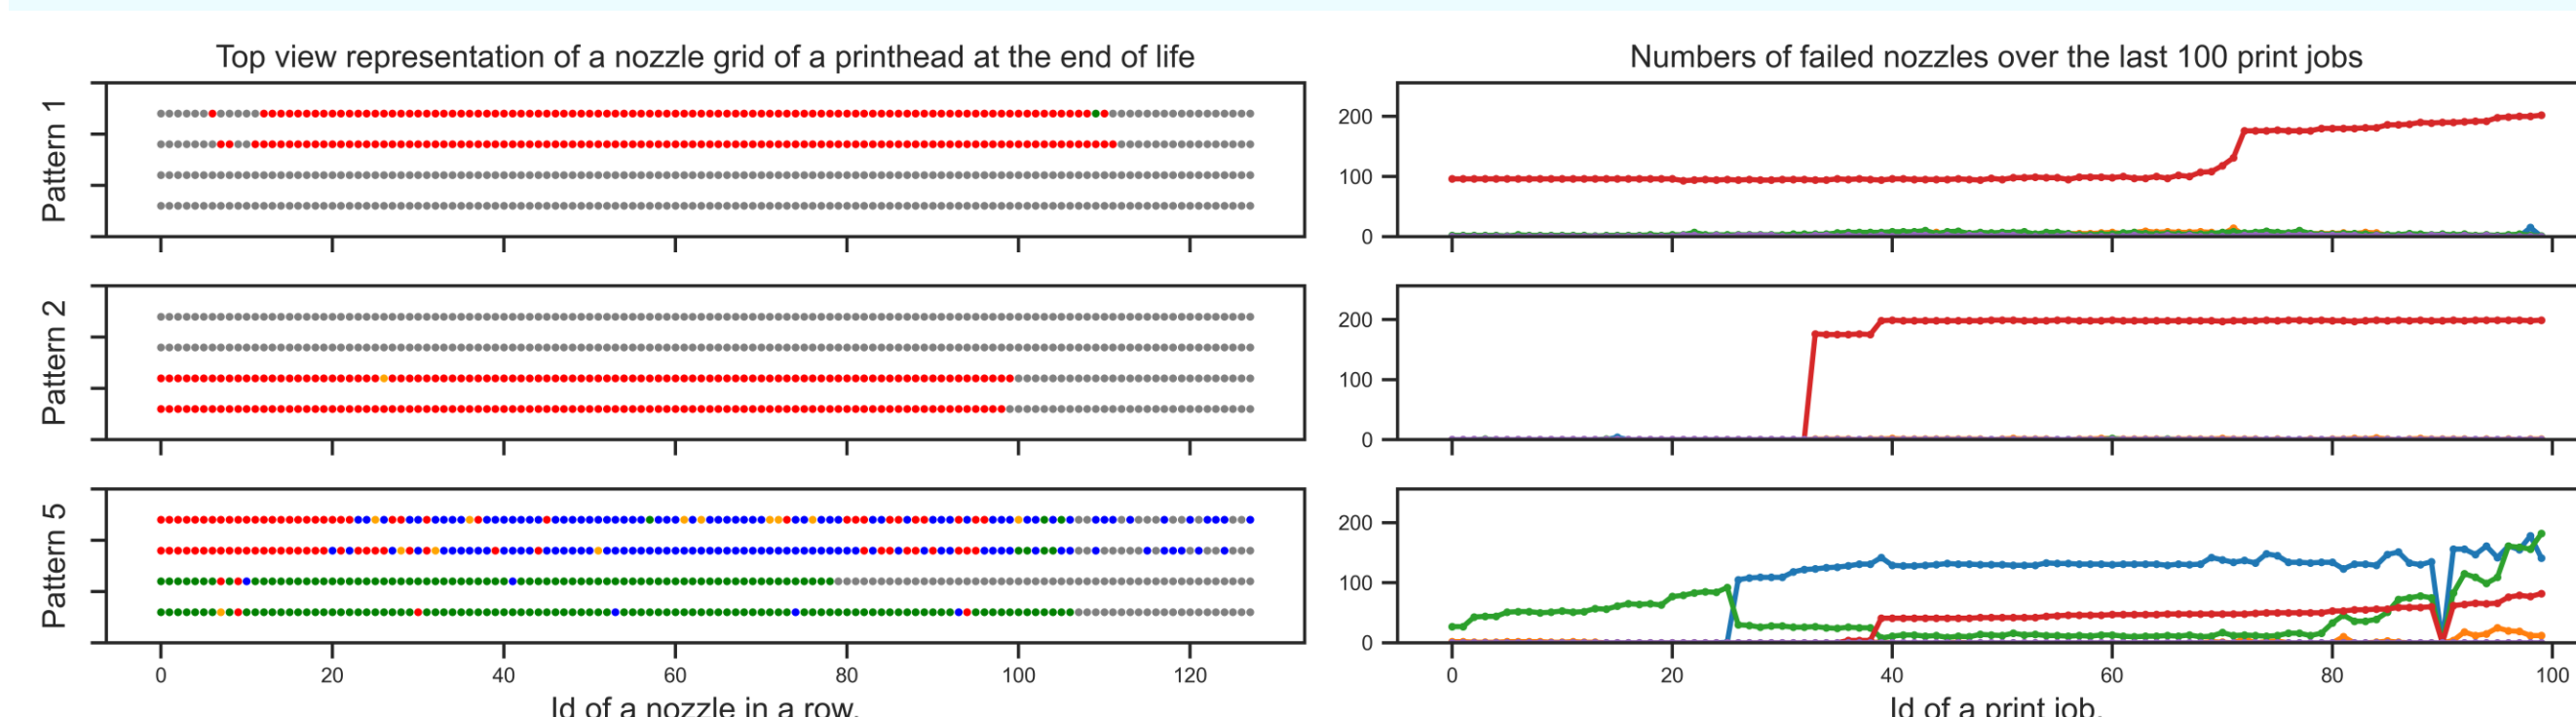 Top view representation of a nozzle grid of a printhead at the end of life
Numbers of failed nozzles over the last 100 print jobs
Pattern 1
200
100
0
Pattern 2
200
100
0
Pattern 5
200
100
0
0 20 40 60 80 100 120
0 20 40 60 80 100
Id of a nozzle in a row.
Id of a print job.